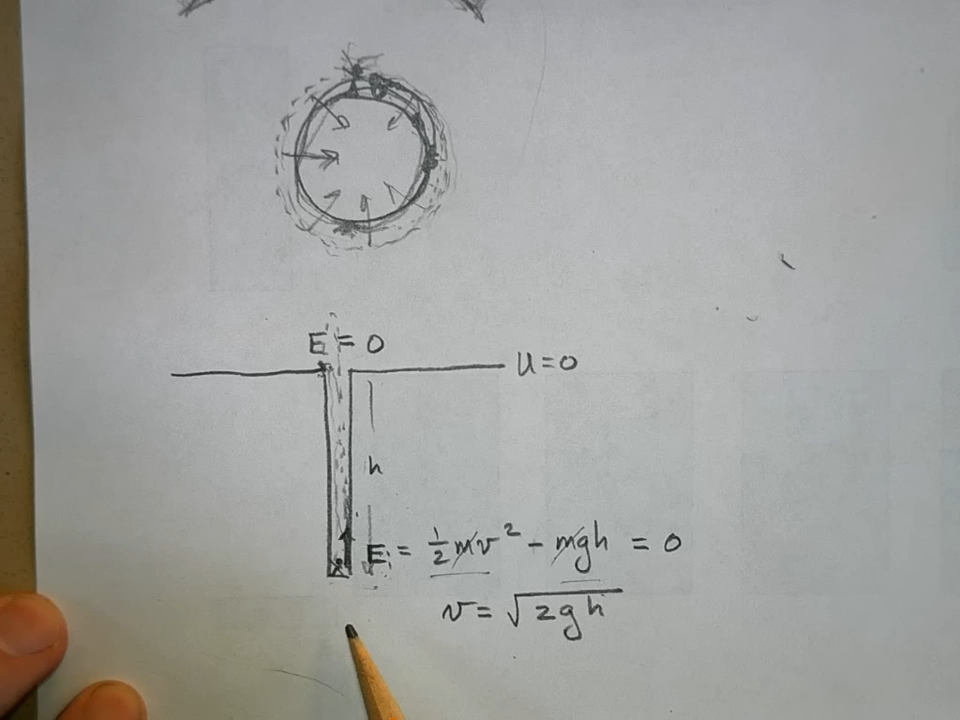 E = 0
U=0
h
E = ½mv² - mgh = 0
v = √2gh